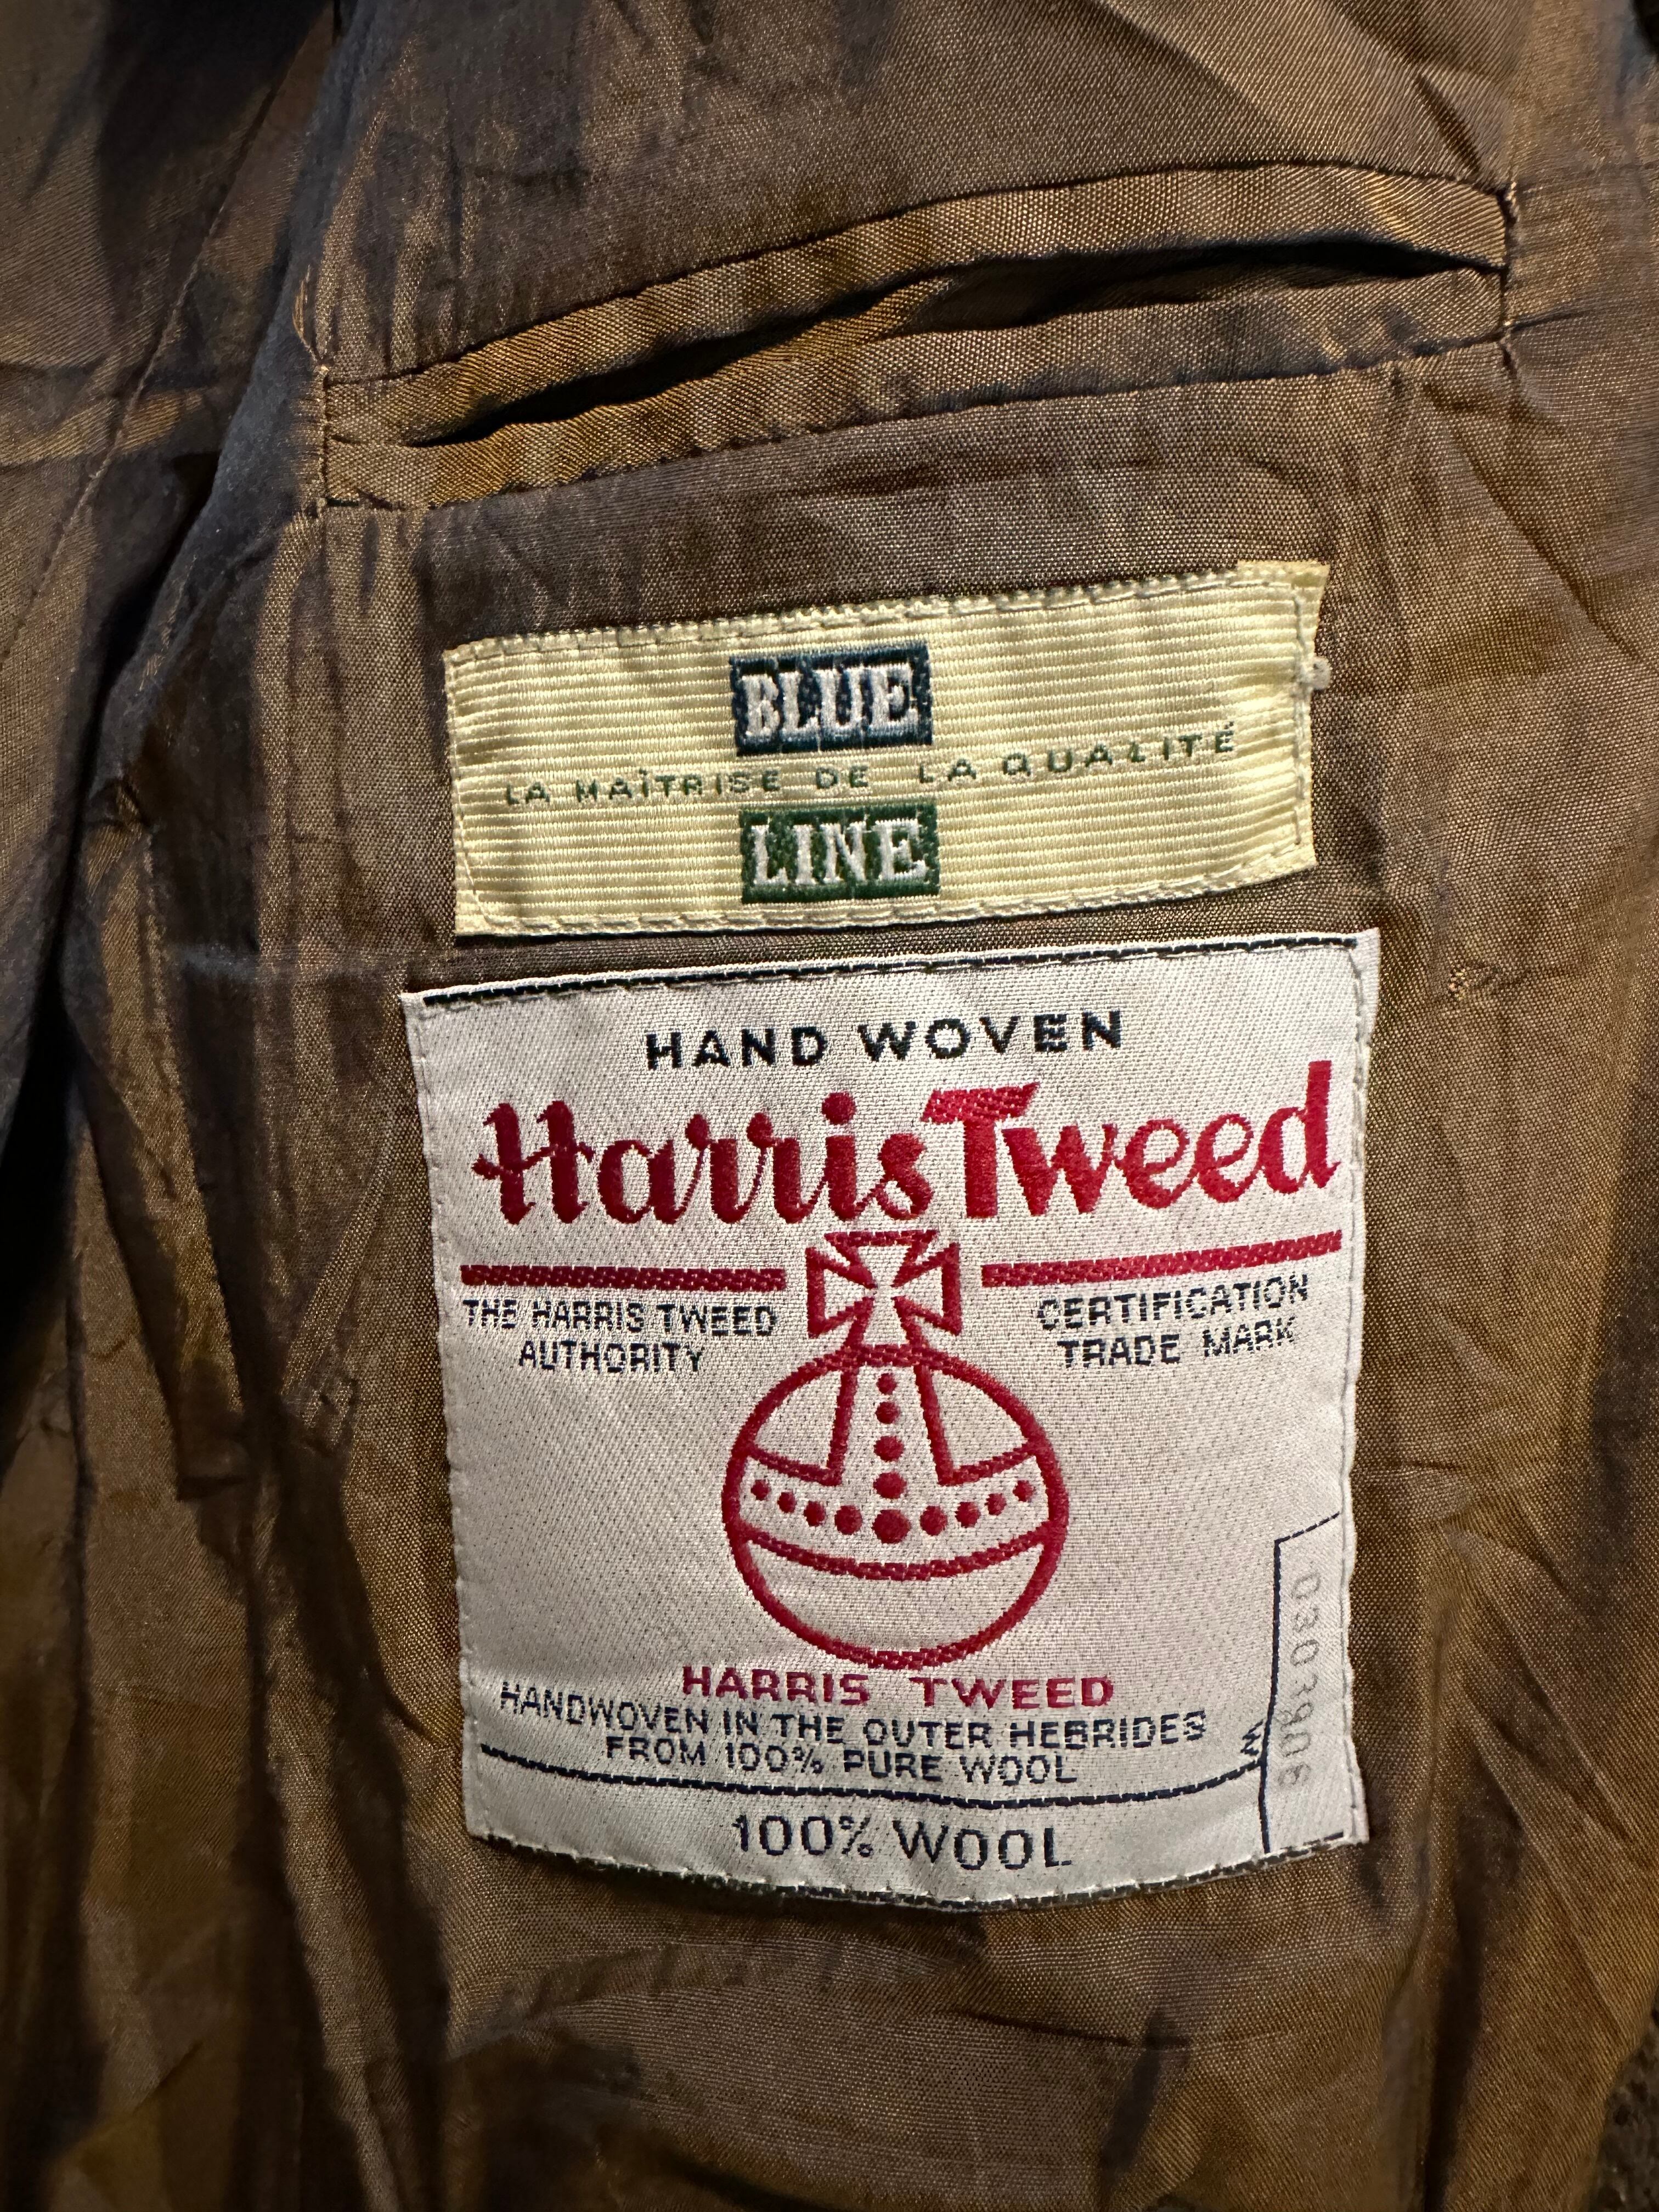 BLUE
LA MAÎTRISE DE LA QUALITÉ
LINE
HAND WOVEN
Harris Tweed
THE HARRIS TWEED
AUTHORITY
CERTIFICATION
TRADE MARK
HARRIS TWEED
HANDWOVEN IN THE OUTER HEBRIDES
FROM 100% PURE WOOL
100% WOOL
W